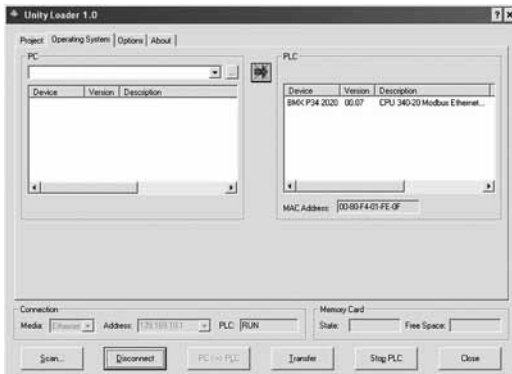 Unity Loader 1.0
Project Operating System Options About
PC
Device Version Description
PLC
Device Version Description
BMX P34 2020 00.07 CPU 340-20 Modbus Ethernet...
MAC Address: 00-80-F4-01-FE-0F
Connection
Media: Ethernet Address: PLC: RUN
Memory Card
State: Free Space:
Scan... Disconnect PC <=> PLC Transfer Stop PLC Close